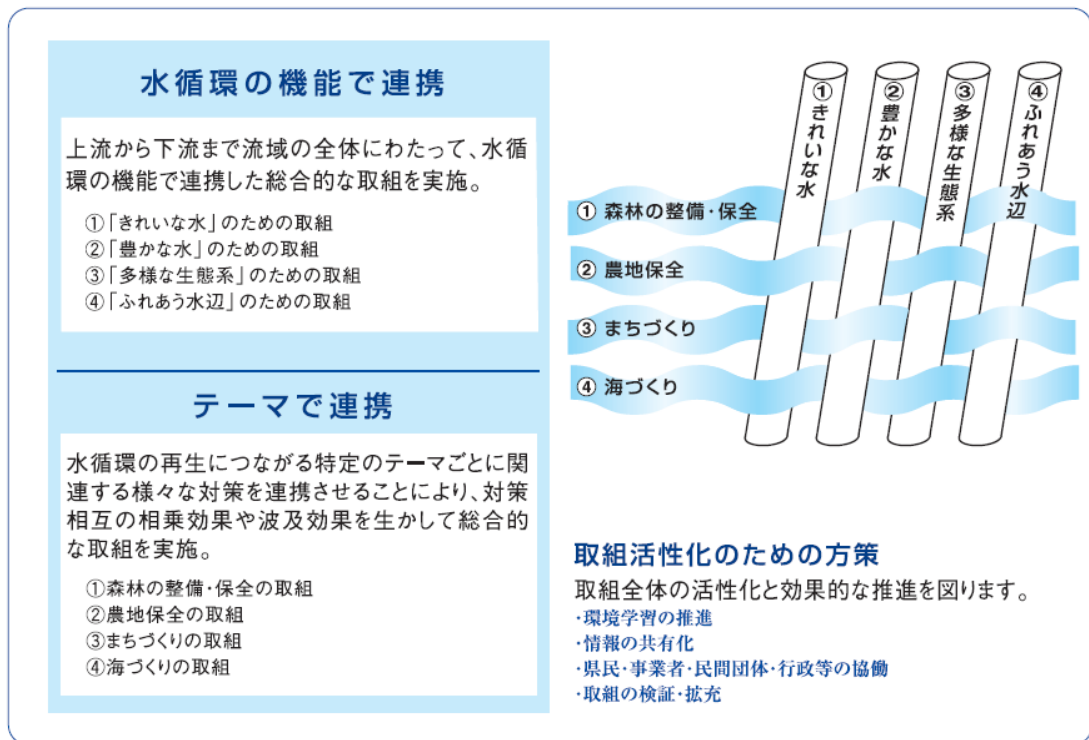 水循環の機能で連携
上流から下流まで流域の全体にわたって、水循
環の機能で連携した総合的な取組を実施。
①「きれいな水」のための取組
②「豊かな水」のための取組
③「多様な生態系」のための取組
④「ふれあう水辺」のための取組
テーマで連携
水循環の再生につながる特定のテーマごとに関
連する様々な対策を連携させることにより、対策
相互の相乗効果や波及効果を生かして総合的
な取組を実施。
①森林の整備・保全の取組
②農地保全の取組
③まちづくりの取組
④海づくりの取組
①きれいな水
②豊かな水
③多様な生態系
④ふれあう水辺
①森林の整備・保全
②農地保全
③まちづくり
④海づくり
取組活性化のための方策
取組全体の活性化と効果的な推進を図ります。
・環境学習の推進
・情報の共有化
・県民・事業者・民間団体・行政等の協働
・取組の検証・拡充